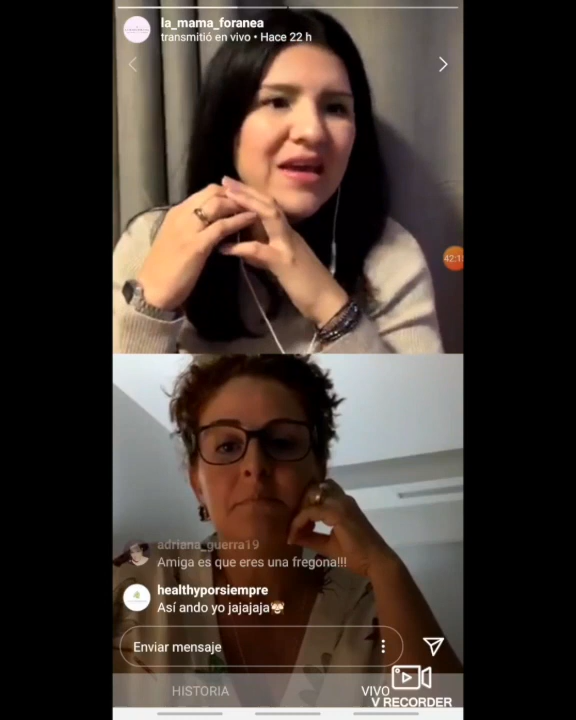 la_mama_foranea
transmitió en vivo • Hace 22 h
adriana_guerra19
Amiga es que eres una fregona!!!
healthyporsiempre
Así ando yo jajajaja
Enviar mensaje
HISTORIA
VIVO
V RECORDER